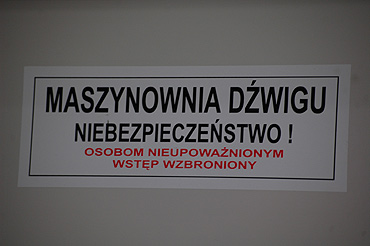 MASZYNOWNIA DŹWIGU
NIEBEZPIECZEŃSTWO !
OSOBOM NIEUPOWAŻNIONYM
WSTĘP WZBRONIONY